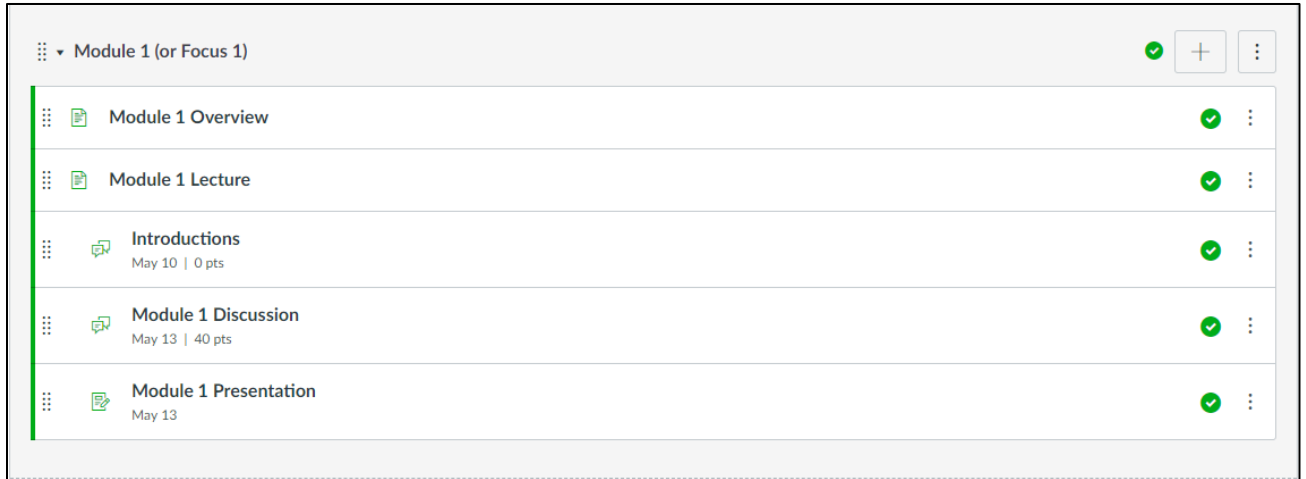 Module 1 (or Focus 1)
Module 1 Overview
Module 1 Lecture
Introductions
May 10 | 0 pts
Module 1 Discussion
May 13 | 40 pts
Module 1 Presentation
May 13